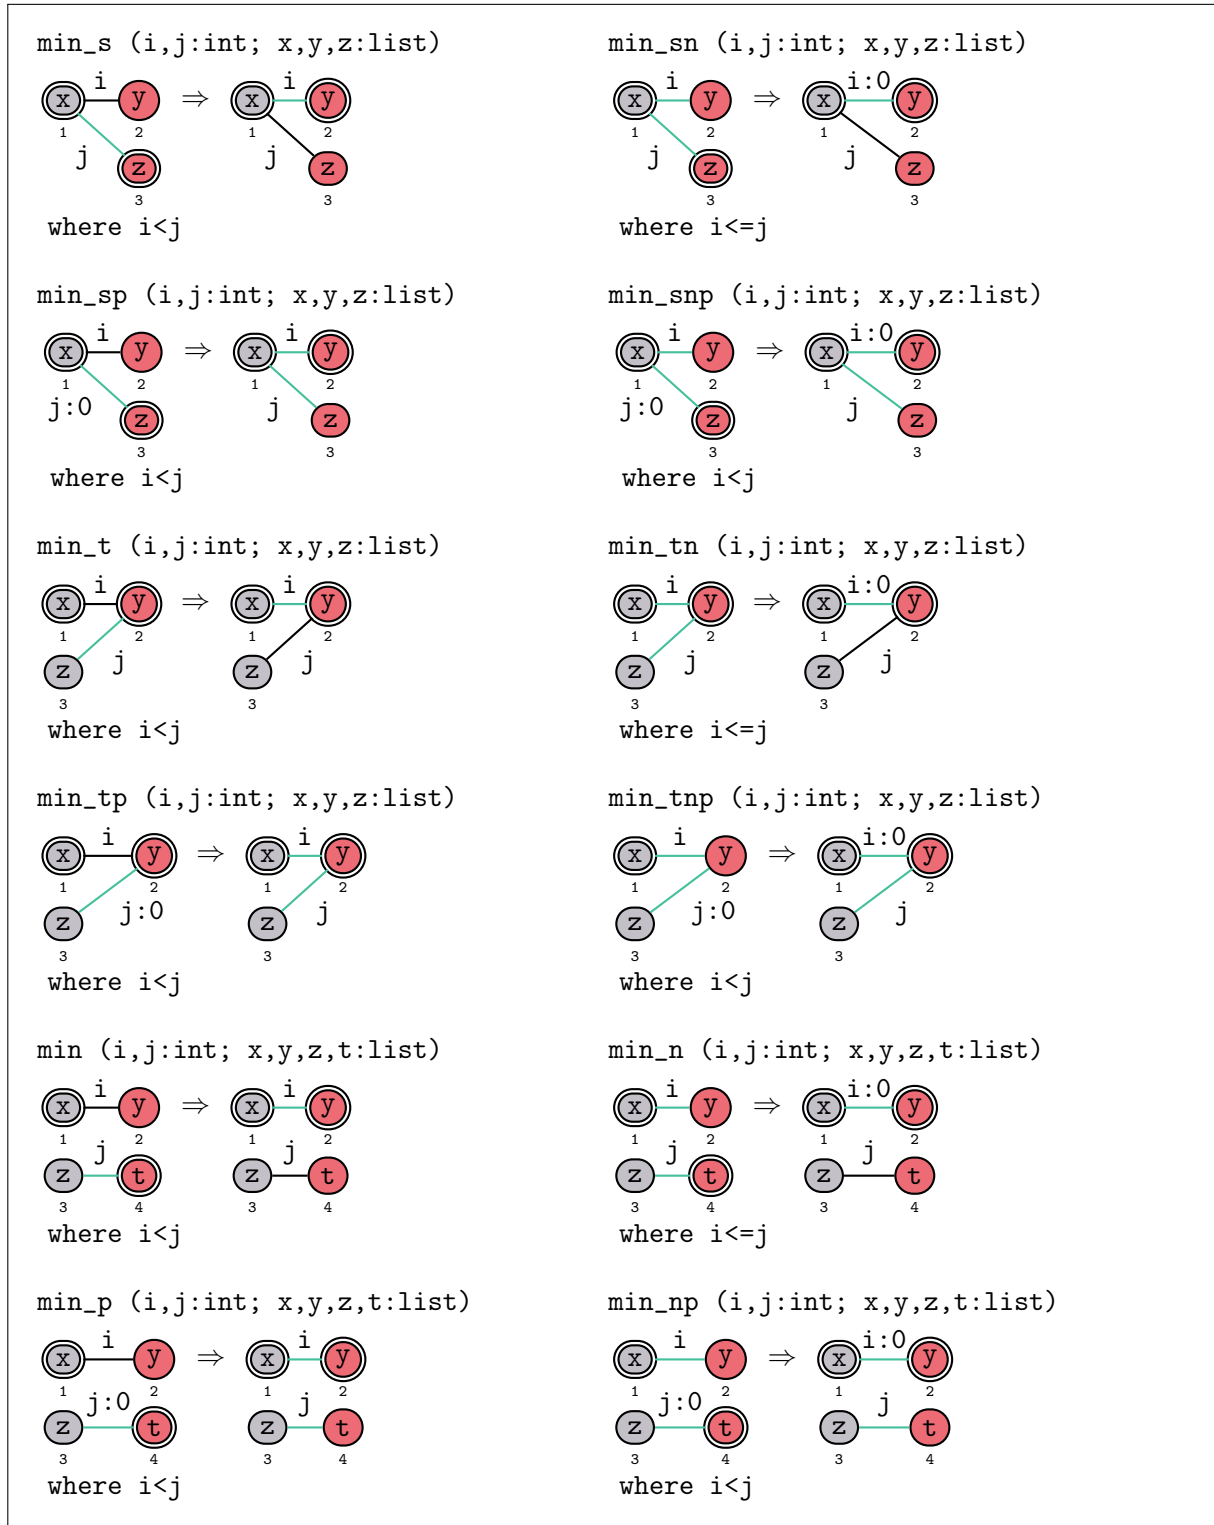 min_s (i,j:int; x,y,z:list)
x i y ⇒ x i y
1 2 1 2
j z j z
3 3
where i<j
min_sn (i,j:int; x,y,z:list)
x i y ⇒ x i:0 y
1 2 1 2
j z j z
3 3
where i<=j
min_sp (i,j:int; x,y,z:list)
x i y ⇒ x i y
1 2 1 2
j:0 z j z
3 3
where i<j
min_snp (i,j:int; x,y,z:list)
x i y ⇒ x i:0 y
1 2 1 2
j:0 z j z
3 3
where i<j
min_t (i,j:int; x,y,z:list)
x i y ⇒ x i y
1 2 1 2
z j z j
3 3
where i<j
min_tn (i,j:int; x,y,z:list)
x i y ⇒ x i:0 y
1 2 1 2
z j z j
3 3
where i<=j
min_tp (i,j:int; x,y,z:list)
x i y ⇒ x i y
1 2 1 2
z j:0 z j
3 3
where i<j
min_tnp (i,j:int; x,y,z:list)
x i y ⇒ x i:0 y
1 2 1 2
z j:0 z j
3 3
where i<j
min (i,j:int; x,y,z,t:list)
x i y ⇒ x i y
1 2 1 2
z j t z j t
3 4 3 4
where i<j
min_n (i,j:int; x,y,z,t:list)
x i y ⇒ x i:0 y
1 2 1 2
z j t z j t
3 4 3 4
where i<=j
min_p (i,j:int; x,y,z,t:list)
x i y ⇒ x i y
1 2 1 2
z j:0 t z j t
3 4 3 4
where i<j
min_np (i,j:int; x,y,z,t:list)
x i y ⇒ x i:0 y
1 2 1 2
z j:0 t z j t
3 4 3 4
where i<j